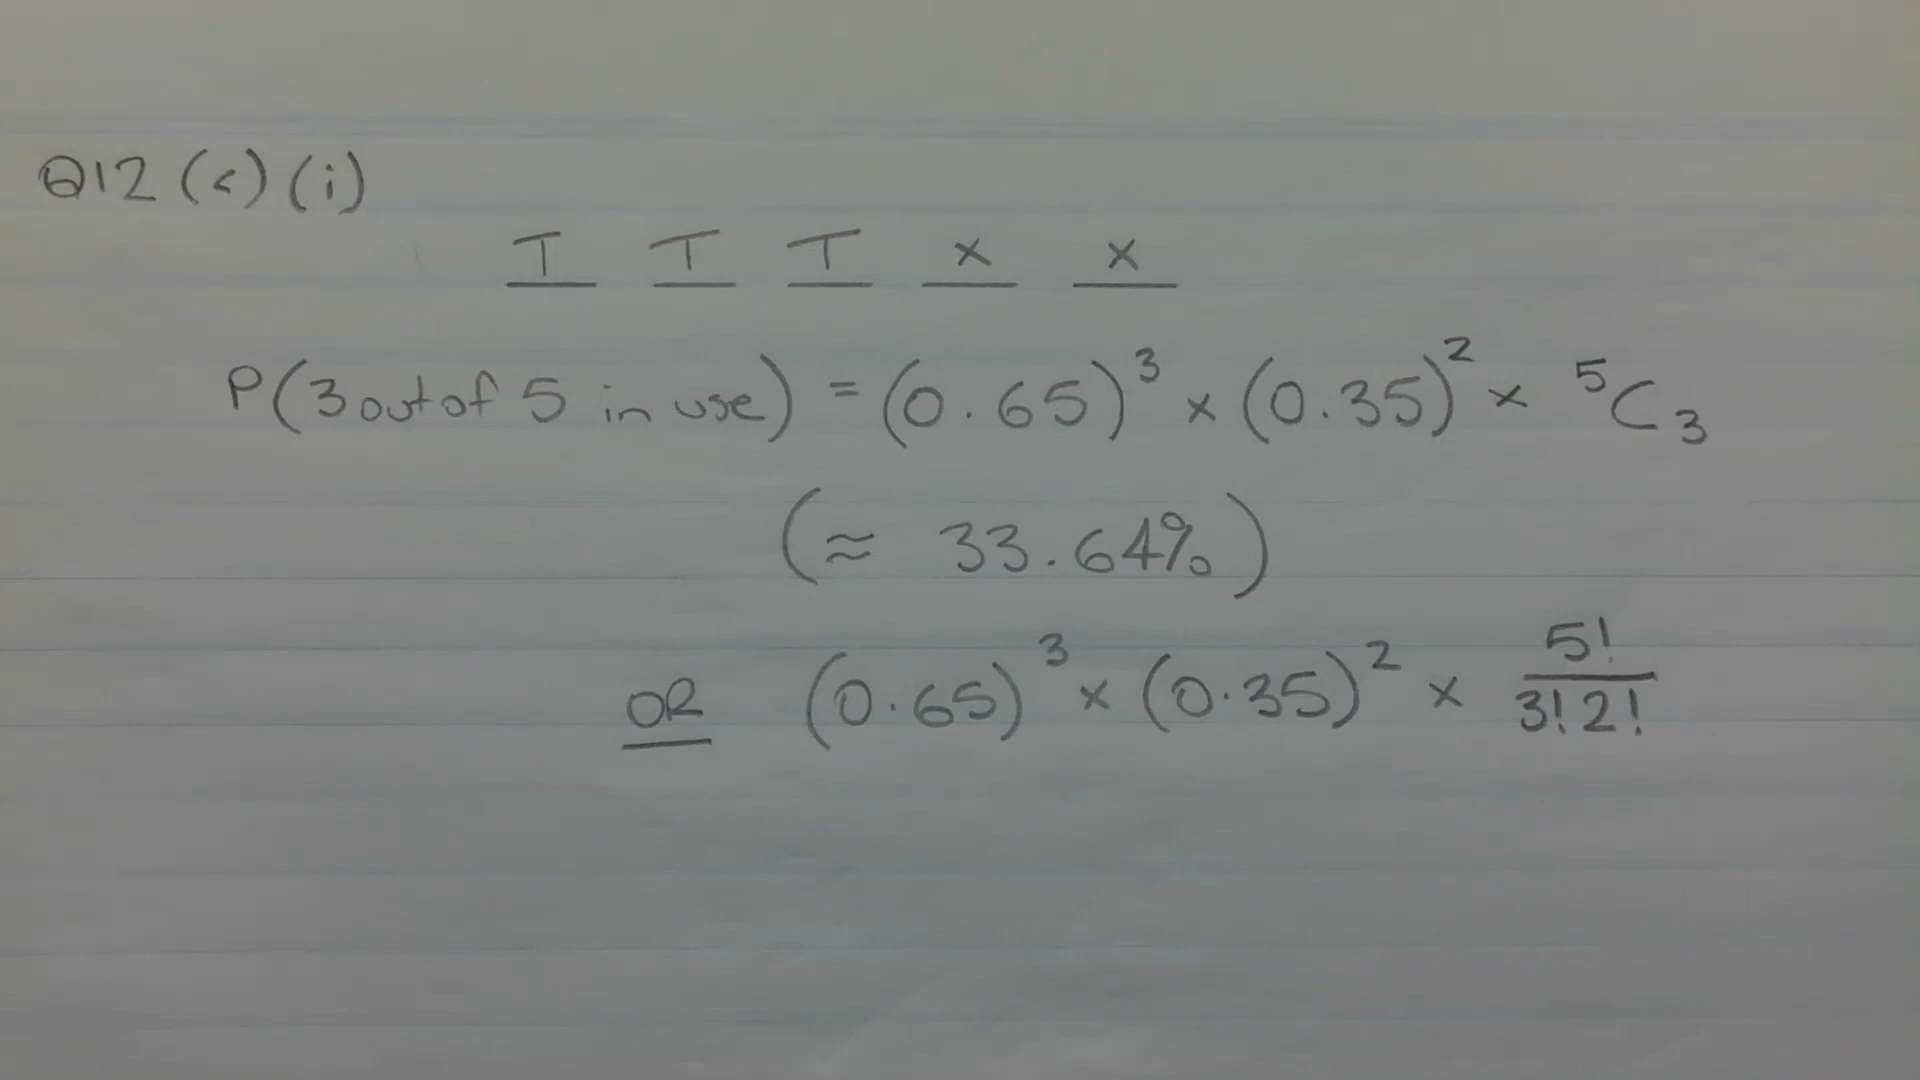 Q12 (c) (i)
T T T × ×
P(3 out of 5 in use) = (0.65)³ × (0.35)² × ⁵C₃
(≈ 33.64%)
OR (0.65)³ × (0.35)² × 5!/3!2!